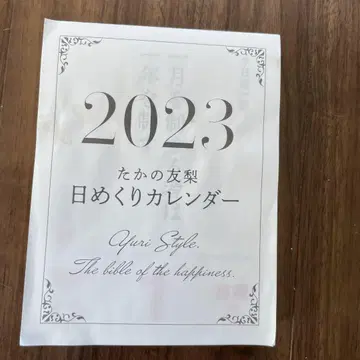 2023
たかの友梨
日めくりカレンダー
Yuri Style.
The bible of the happiness.